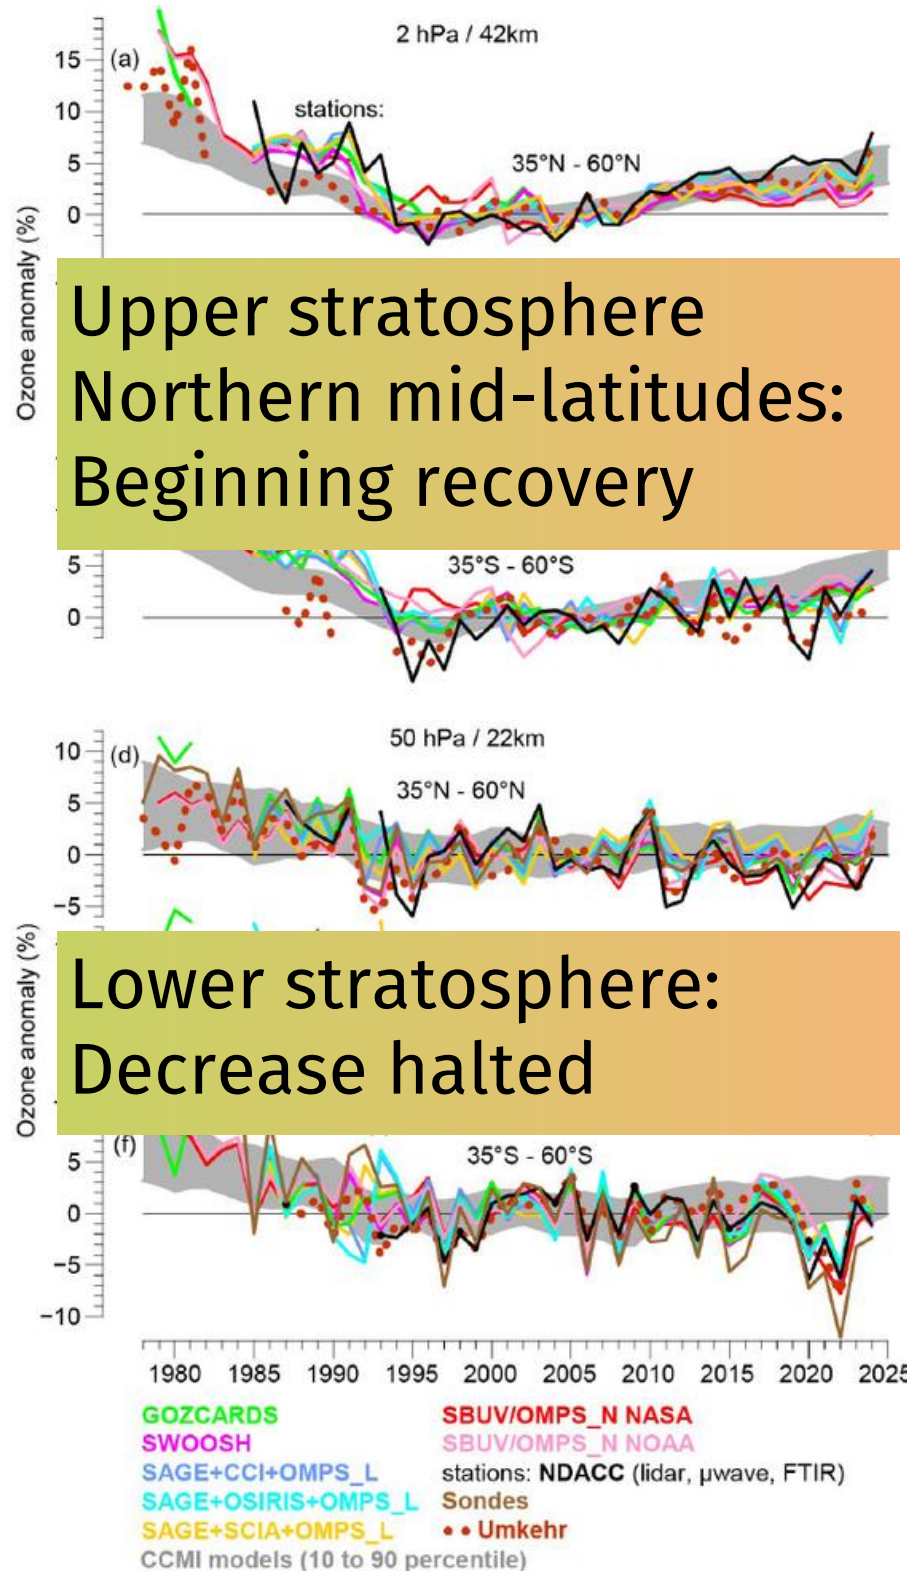 2 hPa / 42km
(a)
15
10
5
0
stations:
35°N - 60°N
Ozone anomaly (%)
Upper stratosphere
Northern mid-latitudes:
Beginning recovery
5
0
35°S - 60°S
50 hPa / 22km
(d)
10
5
0
−5
35°N - 60°N
Ozone anomaly (%)
Lower stratosphere:
Decrease halted
(f)
5
0
−5
−10
35°S - 60°S
1980 1985 1990 1995 2000 2005 2010 2015 2020 2025
GOZCARDS
SWOOSH
SAGE+CCI+OMPS_L
SAGE+OSIRIS+OMPS_L
SAGE+SCIA+OMPS_L
CCMI models (10 to 90 percentile)
SBUV/OMPS_N NASA
SBUV/OMPS_N NOAA
stations: NDACC (lidar, µwave, FTIR)
Sondes
Umkehr